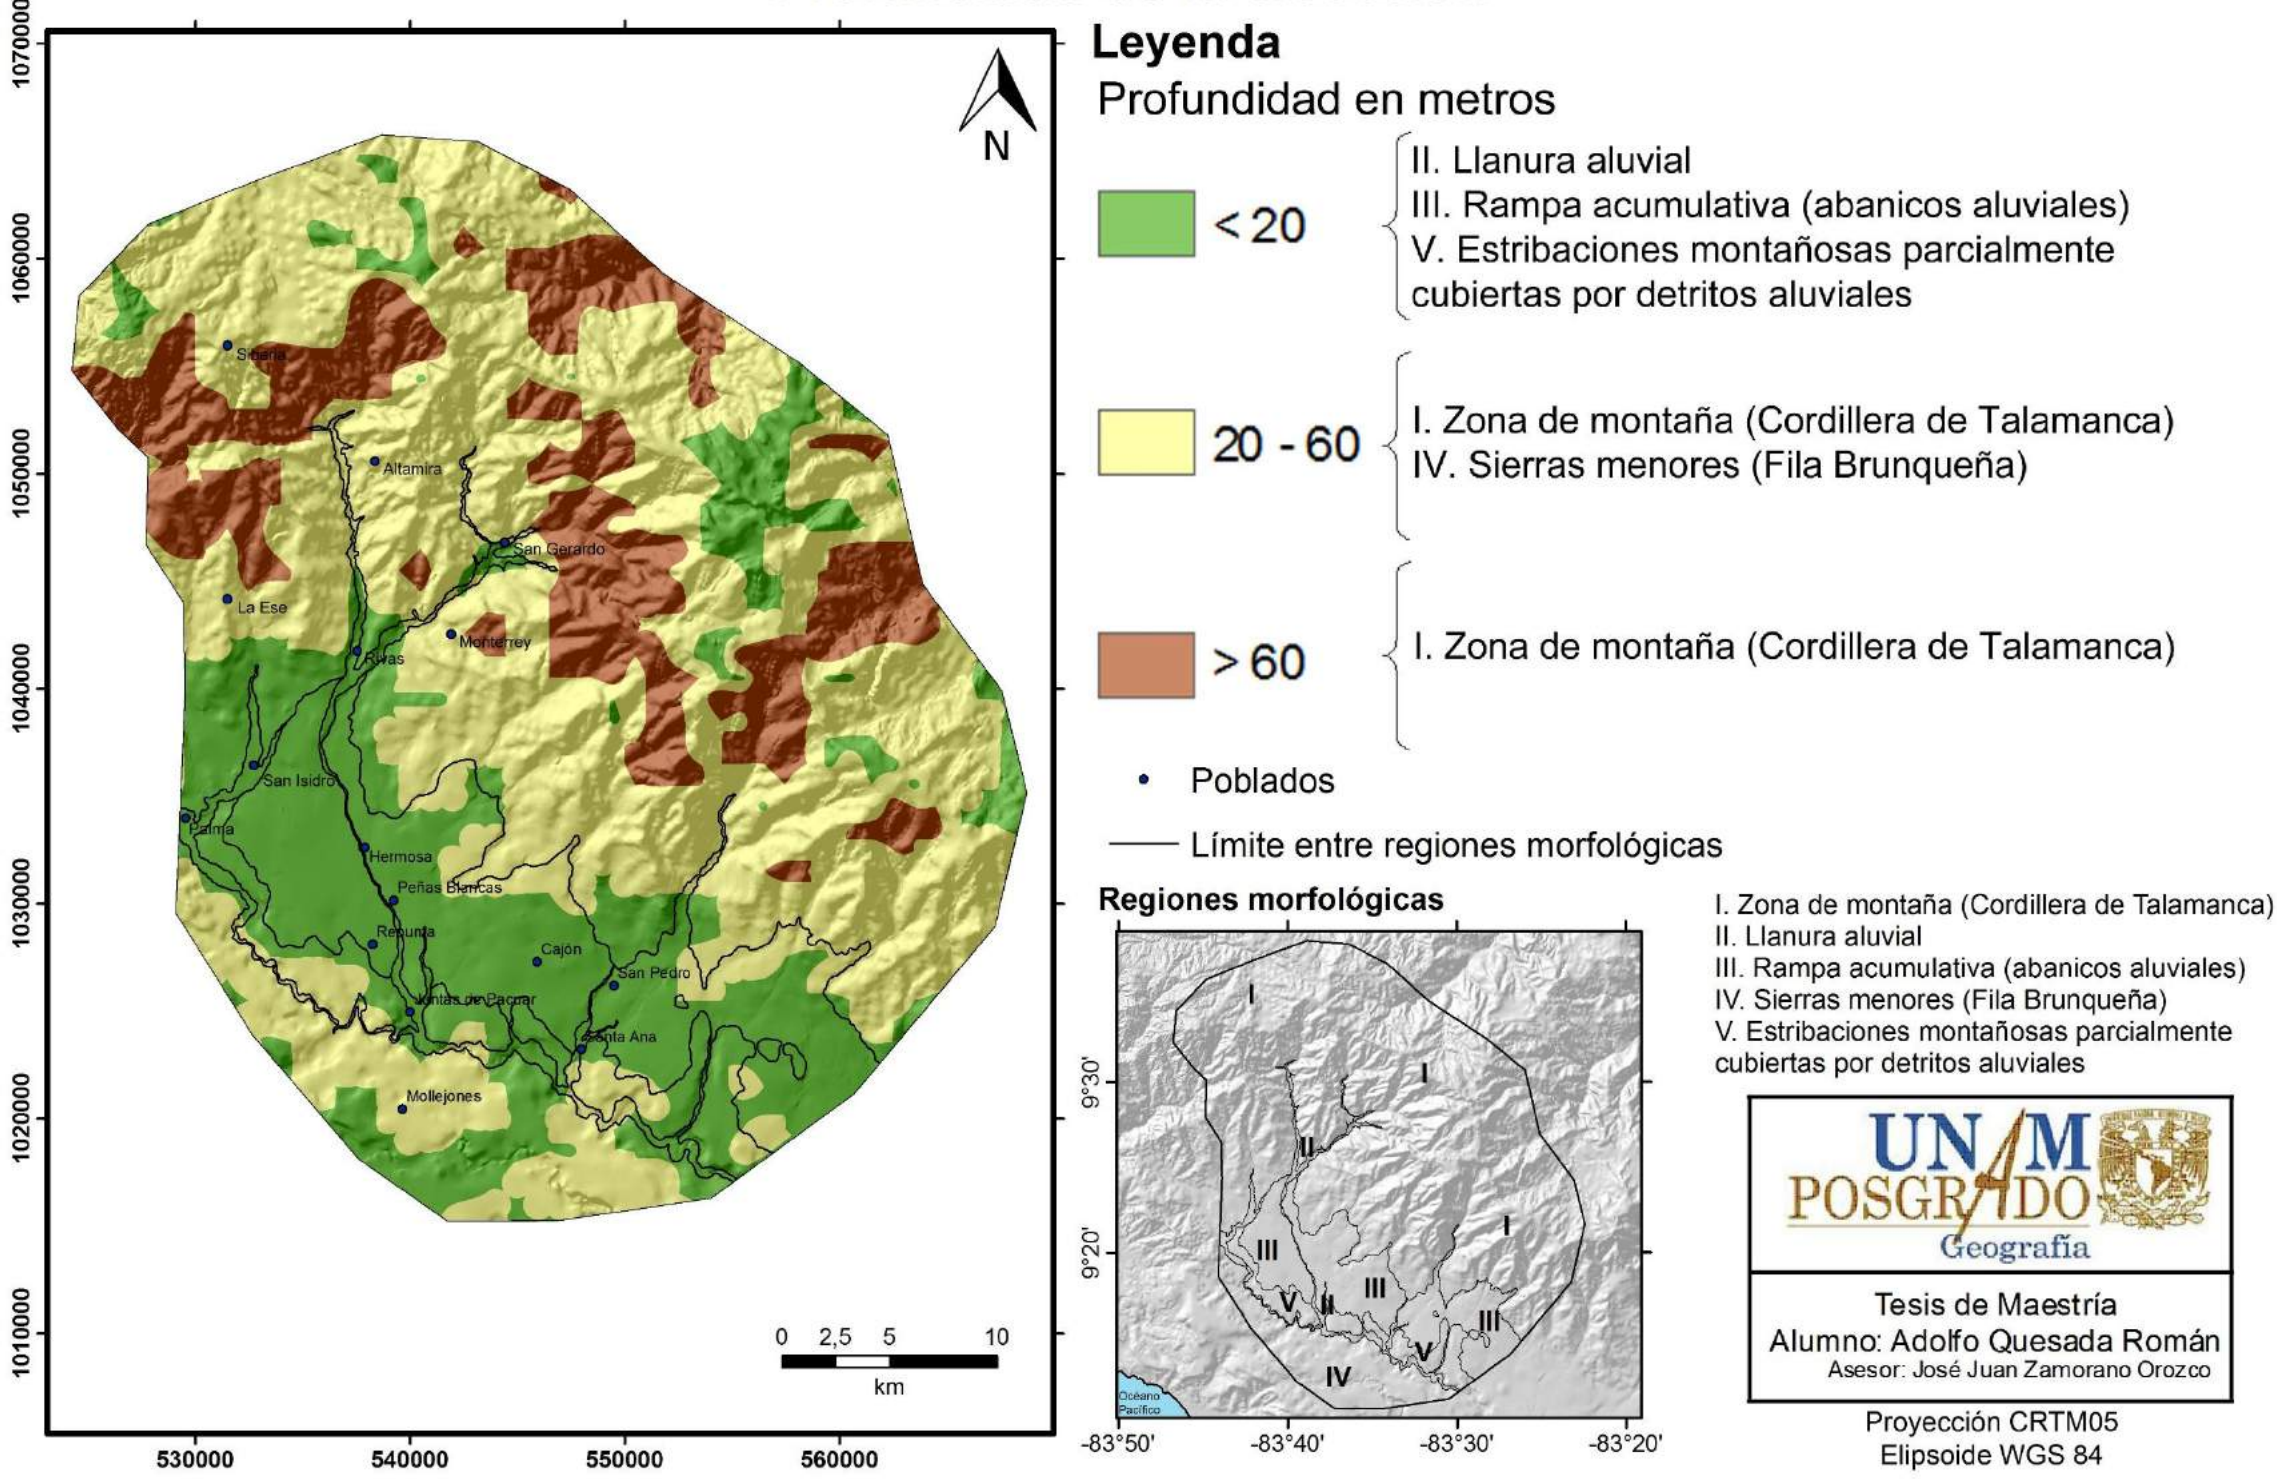 Leyenda
Profundidad en metros
< 20
II. Llanura aluvial
III. Rampa acumulativa (abanicos aluviales)
V. Estribaciones montañosas parcialmente
cubiertas por detritos aluviales
20 - 60
I. Zona de montaña (Cordillera de Talamanca)
IV. Sierras menores (Fila Brunqueña)
> 60
I. Zona de montaña (Cordillera de Talamanca)
Poblados
Límite entre regiones morfológicas
N
1070000
1060000
1050000
1040000
1030000
1020000
1010000
530000
540000
550000
560000
Siberia
Altamira
San Gerardo
La Ese
Monterrey
Rivas
San Isidro
Palma
Hermosa
Peñas Blancas
Repunta
Cajón
San Pedro
Juntas de Pacuar
Santa Ana
Mollejones
0 2,5 5 10
km
Regiones morfológicas
I
I
II
I
III
III
V
II
III
V
IV
Océano
Pacífico
9°30'
9°20'
-83°50'
-83°40'
-83°30'
-83°20'
I. Zona de montaña (Cordillera de Talamanca)
II. Llanura aluvial
III. Rampa acumulativa (abanicos aluviales)
IV. Sierras menores (Fila Brunqueña)
V. Estribaciones montañosas parcialmente
cubiertas por detritos aluviales
UNAM
POSGRADO
Geografía
Tesis de Maestría
Alumno: Adolfo Quesada Román
Asesor: José Juan Zamorano Orozco
Proyección CRTM05
Elipsoide WGS 84